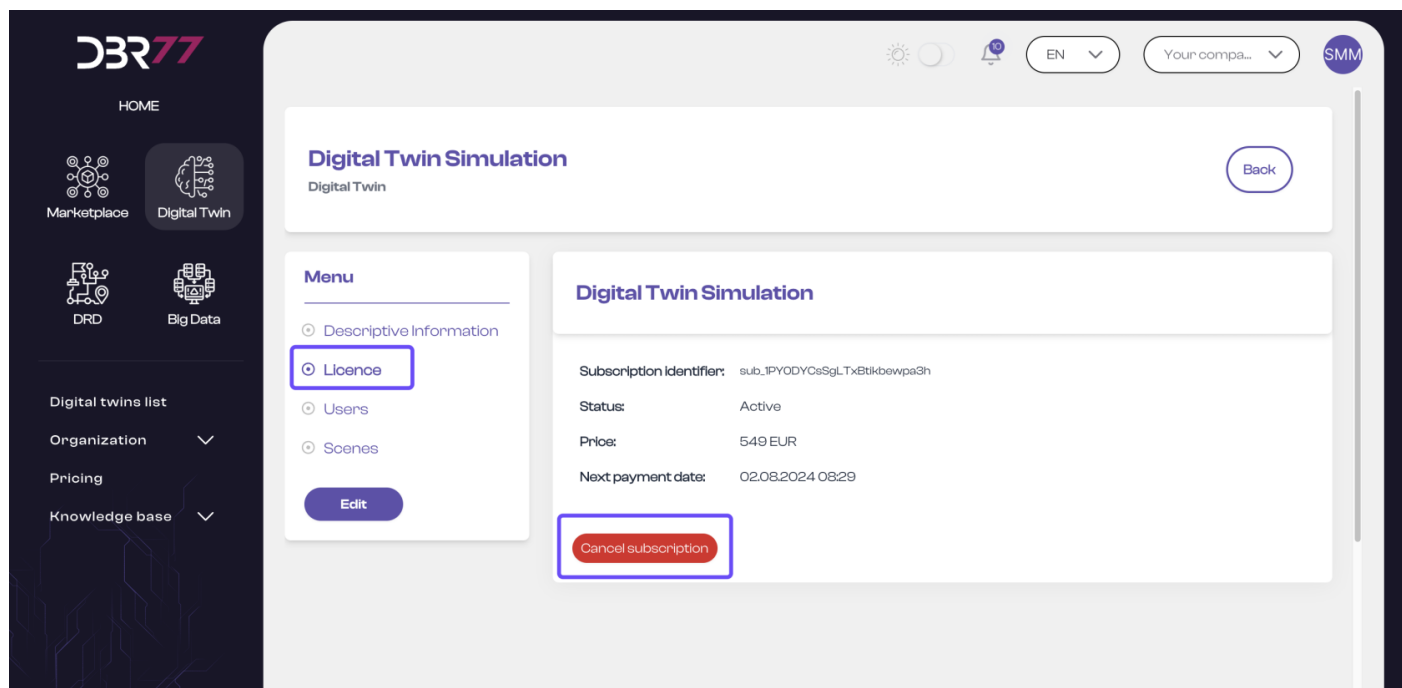 DBR77
10
EN
Your compa...
SMM
HOME
Marketplace
Digital Twin
DRD
Big Data
Digital twins list
Organization
Pricing
Knowledge base
Digital Twin Simulation
Digital Twin
Back
Menu
Descriptive Information
Licence
Users
Scenes
Edit
Digital Twin Simulation
Subscription identifier: sub_1PY0DYCsSgLTxBtikbewpa3h
Status: Active
Price: 549 EUR
Next payment date: 02.08.2024 08:29
Cancel subscription